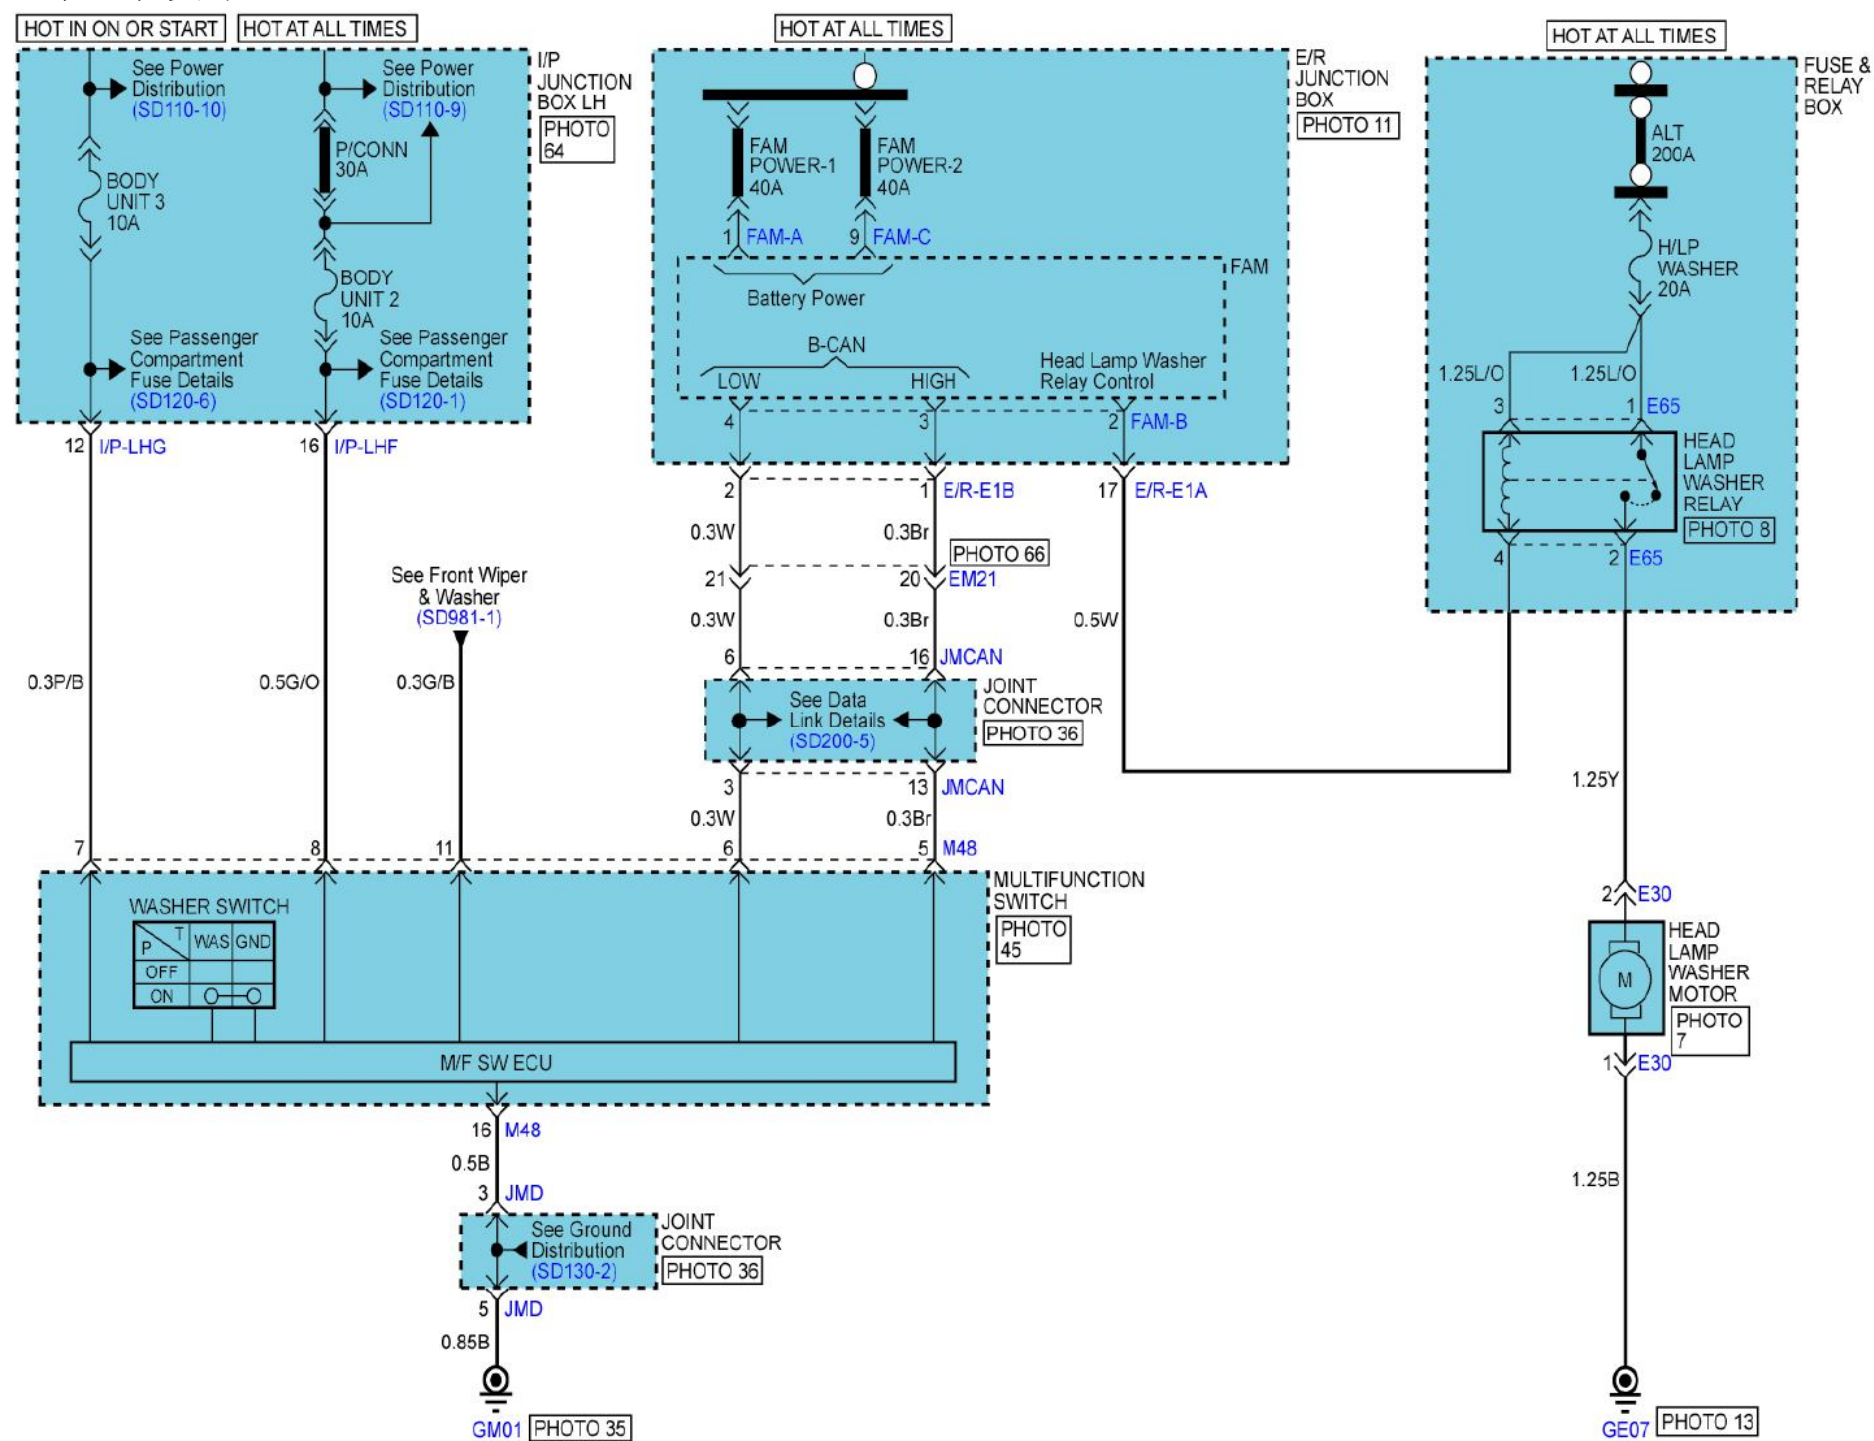 HOT IN ON OR START
HOT AT ALL TIMES
HOT AT ALL TIMES
HOT AT ALL TIMES
See Power
Distribution
(SD110-10)
See Power
Distribution
(SD110-9)
I/P
JUNCTION
BOX LH
PHOTO
64
P/CONN
30A
BODY
UNIT 3
10A
BODY
UNIT 2
10A
See Passenger
Compartment
Fuse Details
(SD120-6)
See Passenger
Compartment
Fuse Details
(SD120-1)
12 I/P-LHG
16 I/P-LHF
E/R
JUNCTION
BOX
PHOTO 11
FAM
POWER-1
40A
FAM
POWER-2
40A
1 FAM-A
9 FAM-C
FAM
Battery Power
B-CAN
LOW
HIGH
Head Lamp Washer
Relay Control
4
3
2 FAM-B
2
1 E/R-E1B
17 E/R-E1A
0.3W
0.3Br
PHOTO 66
21
20 EM21
0.3W
0.3Br
0.5W
6
16 JMCAN
See Data
Link Details
(SD200-5)
JOINT
CONNECTOR
PHOTO 36
3
13 JMCAN
0.3W
0.3Br
FUSE &
RELAY
BOX
ALT
200A
H/LP
WASHER
20A
1.25L/O
1.25L/O
3
1 E65
HEAD
LAMP
WASHER
RELAY
PHOTO 8
4
2 E65
1.25Y
See Front Wiper
& Washer
(SD981-1)
0.3P/B
0.5G/O
0.3G/B
7
8
11
6
5 M48
MULTIFUNCTION
SWITCH
PHOTO
45
WASHER SWITCH
T
P
WAS
GND
OFF
ON
M/F SW ECU
16 M48
0.5B
3 JMD
See Ground
Distribution
(SD130-2)
JOINT
CONNECTOR
PHOTO 36
5 JMD
0.85B
GM01
PHOTO 35
2 E30
M
HEAD
LAMP
WASHER
MOTOR
PHOTO
7
1 E30
1.25B
GE07
PHOTO 13